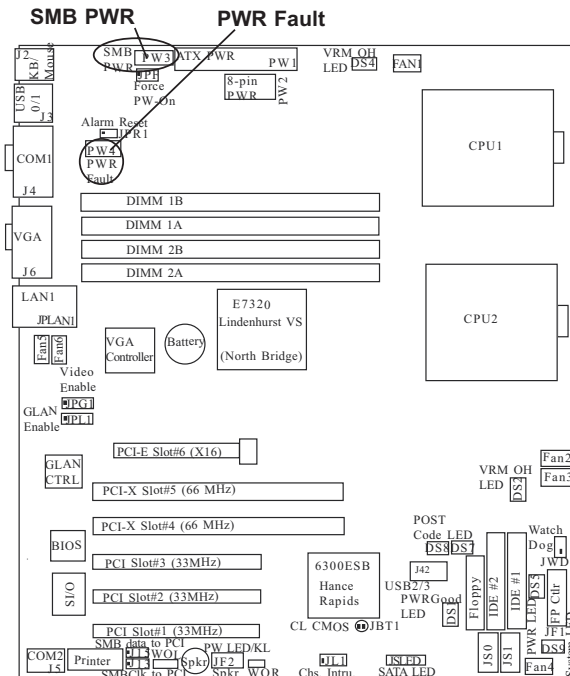 SMB PWR
PWR Fault
J2
KB/
Mouse
SMB
PWR
PW3
ATX PWR
PW1
JPF
Force
PW-On
8-pin
PWR
PW2
VRM OH
LED
DS4
FAN1
USB
0/1
J3
Alarm Reset
JPR1
PW4
PWR
Fault
COM1
J4
CPU1
DIMM 1B
DIMM 1A
DIMM 2B
DIMM 2A
VGA
J6
LAN1
JPLAN1
E7320
Lindenhurst VS
(North Bridge)
CPU2
Fan5
Fan6
VGA
Controller
Battery
Video
Enable
JPG1
GLAN
Enable
JPL1
PCI-E Slot#6 (X16)
GLAN
CTRL
PCI-X Slot#5 (66 MHz)
VRM OH
LED
DS2
Fan2
Fan3
PCI-X Slot#4 (66 MHz)
BIOS
POST
Code LED
DS8
DS7
Watch
Dog
JWD
PCI Slot#3 (33MHz)
6300ESB
Hance
Rapids
J42
USB2/3
Floppy
IDE #2
IDE #1
SI/O
PCI Slot#2 (33MHz)
PWRGood
LED
DS1
DS5
PWR LED
FP Ctlr
JF1
PCI Slot#1 (33MHz)
CL CMOS
JBT1
SMB data to PCI
PW LED/KL
COM2
J5
Printer
WOL
Spkr
JF2
Spkr
WOR
SMBClk to PCI
JL1
Chs Intru
JSLED
SATA LED
JS0
JS1
DS9
Fan4
System LED